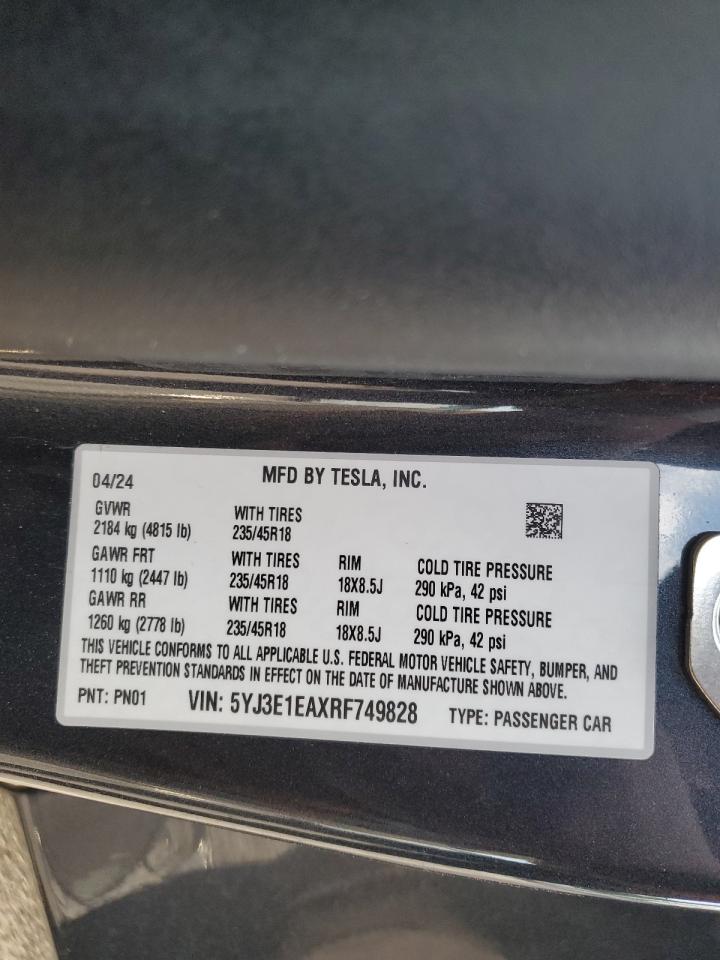 04/24 MFD BY TESLA, INC.
GVWR WITH TIRES
2184 kg (4815 lb) 235/45R18
GAWR FRT WITH TIRES RIM COLD TIRE PRESSURE
1110 kg (2447 lb) 235/45R18 18X8.5J 290 kPa, 42 psi
GAWR RR WITH TIRES RIM COLD TIRE PRESSURE
1260 kg (2778 lb) 235/45R18 18X8.5J 290 kPa, 42 psi
THIS VEHICLE CONFORMS TO ALL APPLICABLE U.S. FEDERAL MOTOR VEHICLE SAFETY, BUMPER, AND
THEFT PREVENTION STANDARDS IN EFFECT ON THE DATE OF MANUFACTURE SHOWN ABOVE.
PNT: PN01 VIN: 5YJ3E1EAXRF749828 TYPE: PASSENGER CAR